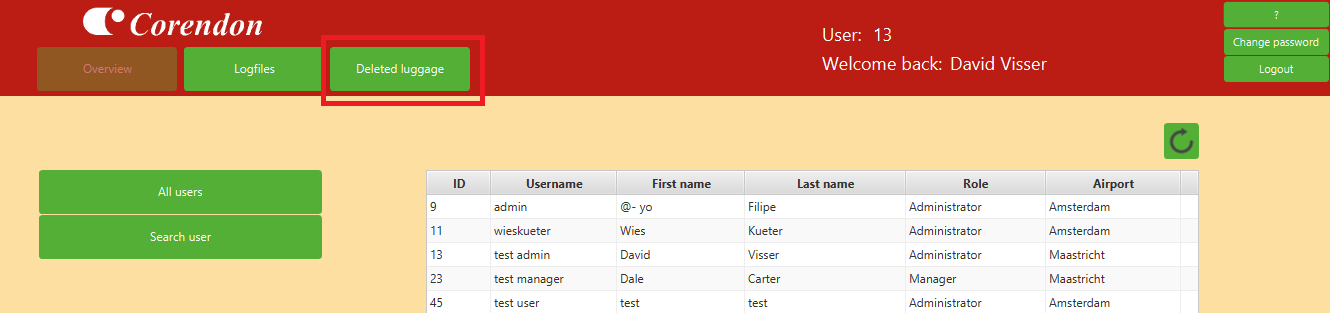 Corendon
Overview Logfiles Deleted luggage
User: 13
Welcome back: David Visser
?
Change password
Logout
All users
Search user
ID Username First name Last name Role Airport
9 admin @- yo Filipe Administrator Amsterdam
11 wieskueter Wies Kueter Administrator Amsterdam
13 test admin David Visser Administrator Maastricht
23 test manager Dale Carter Manager Maastricht
45 test user test test Administrator Amsterdam